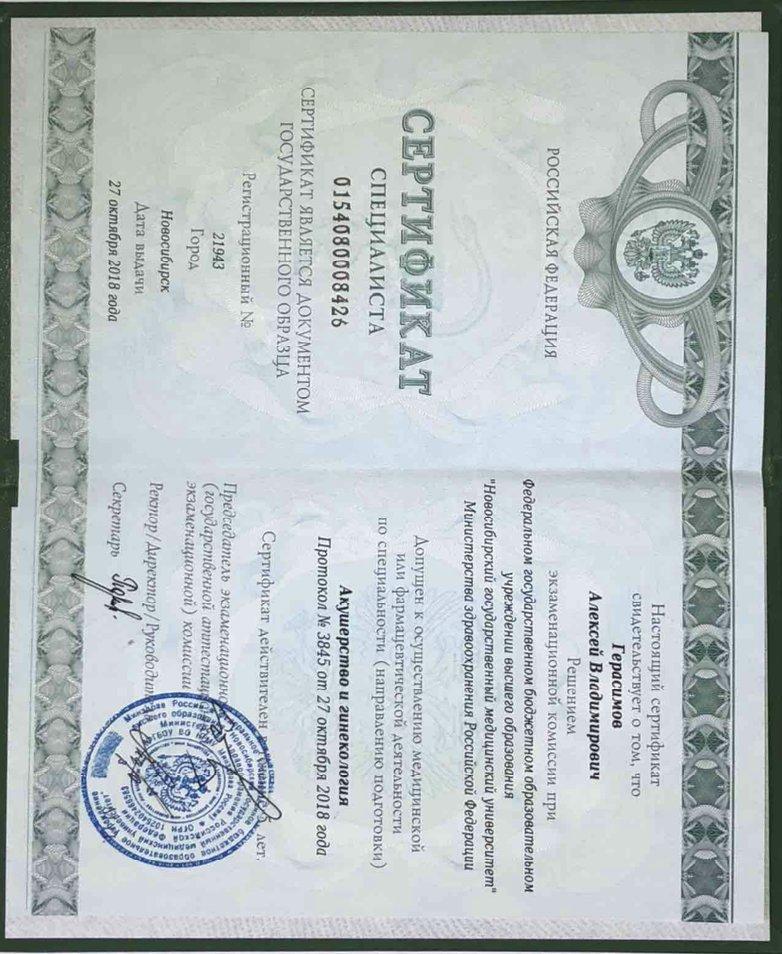 РОССИЙСКАЯ ФЕДЕРАЦИЯ
СЕРТИФИКАТ
СПЕЦИАЛИСТА
0154080008426
СЕРТИФИКАТ ЯВЛЯЕТСЯ ДОКУМЕНТОМ
ГОСУДАРСТВЕННОГО ОБРАЗЦА
Регистрационный №
21943
Город
Новосибирск
Дата выдачи
27 октября 2018 года
Настоящий сертификат
свидетельствует о том, что
Герасимов
Алексей Владимирович
Решением
экзаменационной комиссии при
Федеральном государственном бюджетном образовательном
учреждении высшего образования
"Новосибирский государственный медицинский университет"
Министерства здравоохранения Российской Федерации
Допущен к осуществлению медицинской
или фармацевтической деятельности
по специальности (направлению подготовки)
Акушерство и гинекология
Протокол № 3845 от 27 октября 2018 года
Сертификат действителен лет.
Председатель экзаменационной
(государственной аттестационной
экзаменационной) комиссии
Ректор/Директор/Руководитель
Секретарь